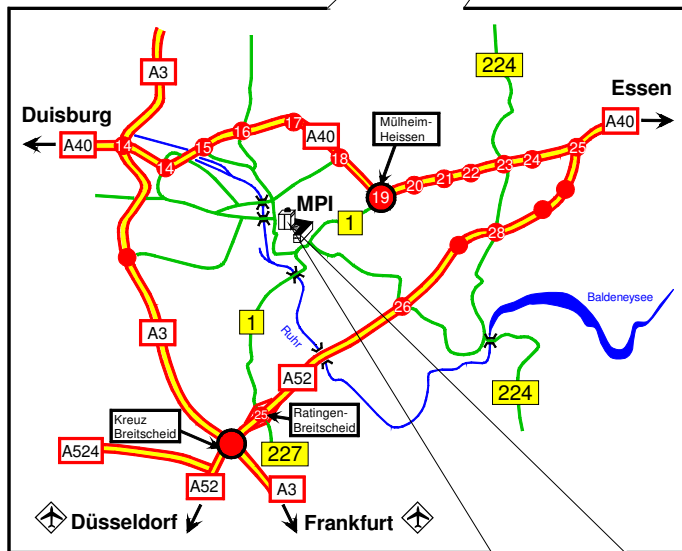 A3
224
Essen
Duisburg
A40
14
14
15
16
17
A40
18
Mülheim-
Heissen
19
20
21
22
23
24
25
A40
MPI
1
28
26
Baldeneysee
A3
1
Ruhr
A52
224
Kreuz
Breitscheid
25
Ratingen-
Breitscheid
227
A524
A52
A3
Düsseldorf
Frankfurt